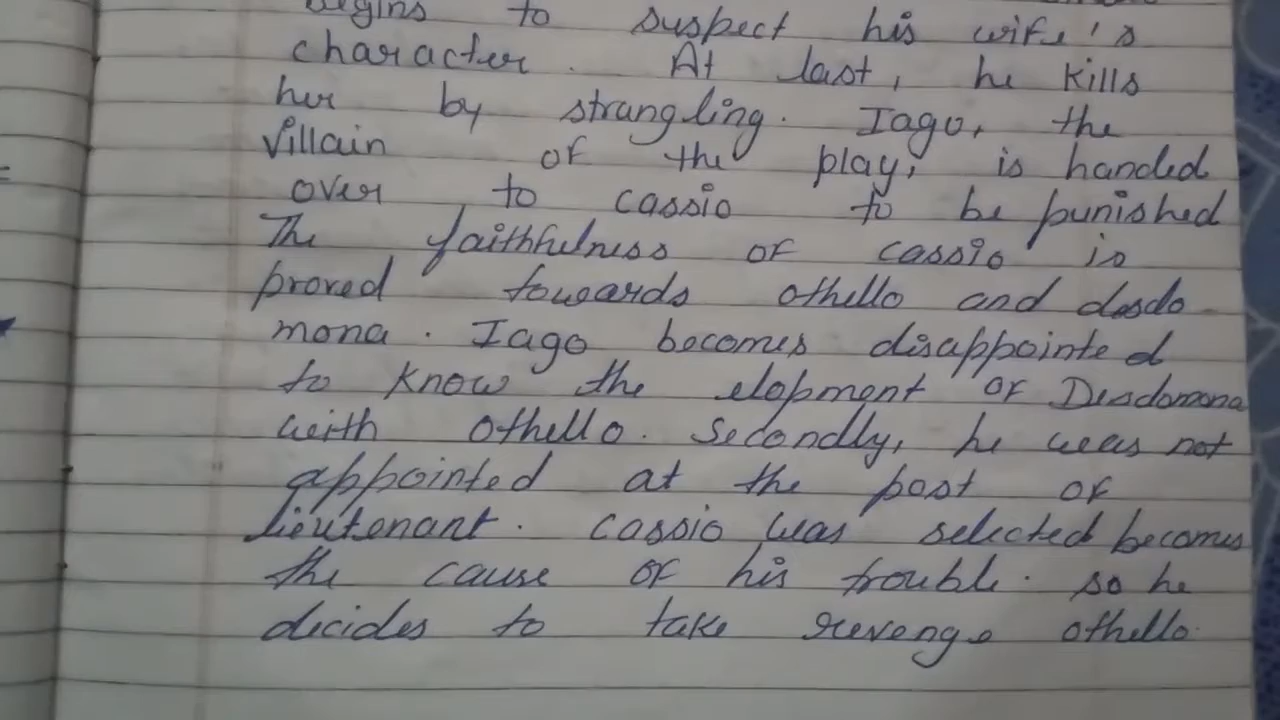 begins to suspect his wife's
character. At last, he kills
her by strangling. Iago, the
villain of the play, is handed
over to cassio to be punished
The faithfulness of cassio is
proved towards othello and desdo
mona. Iago becomes disappointed
to know the elopment of Desdomona
with othello. Secondly, he was not
appointed at the post of
lieutenant. cassio was selected becomes
the cause of his trouble. so he
decides to take revenge othello.